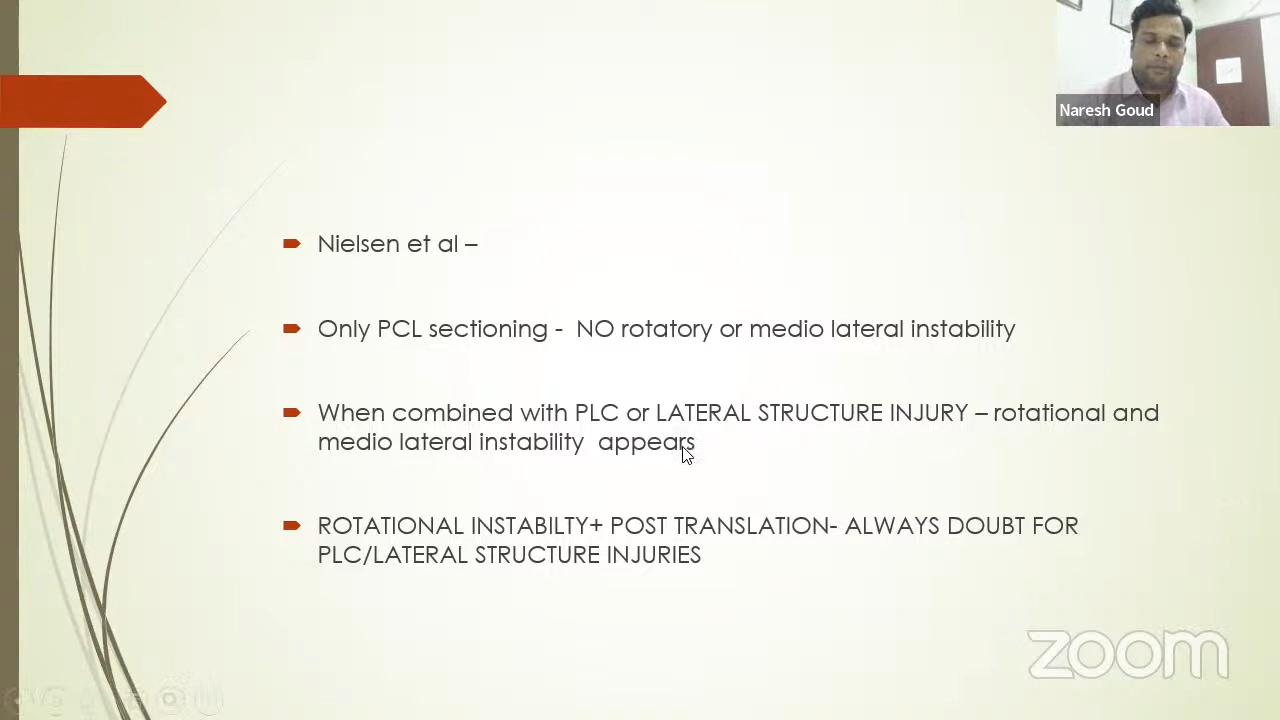 Naresh Goud
Nielsen et al –
Only PCL sectioning - NO rotatory or medio lateral instability
When combined with PLC or LATERAL STRUCTURE INJURY – rotational and
medio lateral instability appears
ROTATIONAL INSTABILTY+ POST TRANSLATION- ALWAYS DOUBT FOR
PLC/LATERAL STRUCTURE INJURIES
zoom